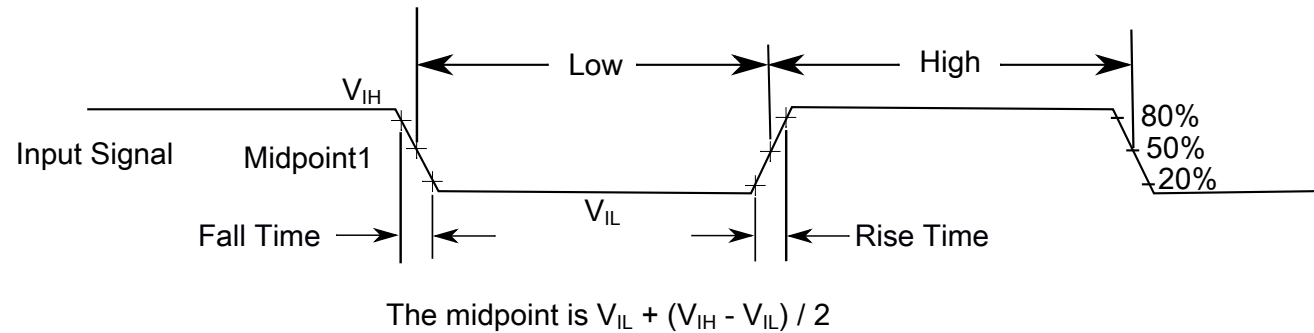 Low
High
VIH
80%
Input Signal
Midpoint1
50%
20%
VIL
Fall Time
Rise Time
The midpoint is VIL + (VIH - VIL) / 2